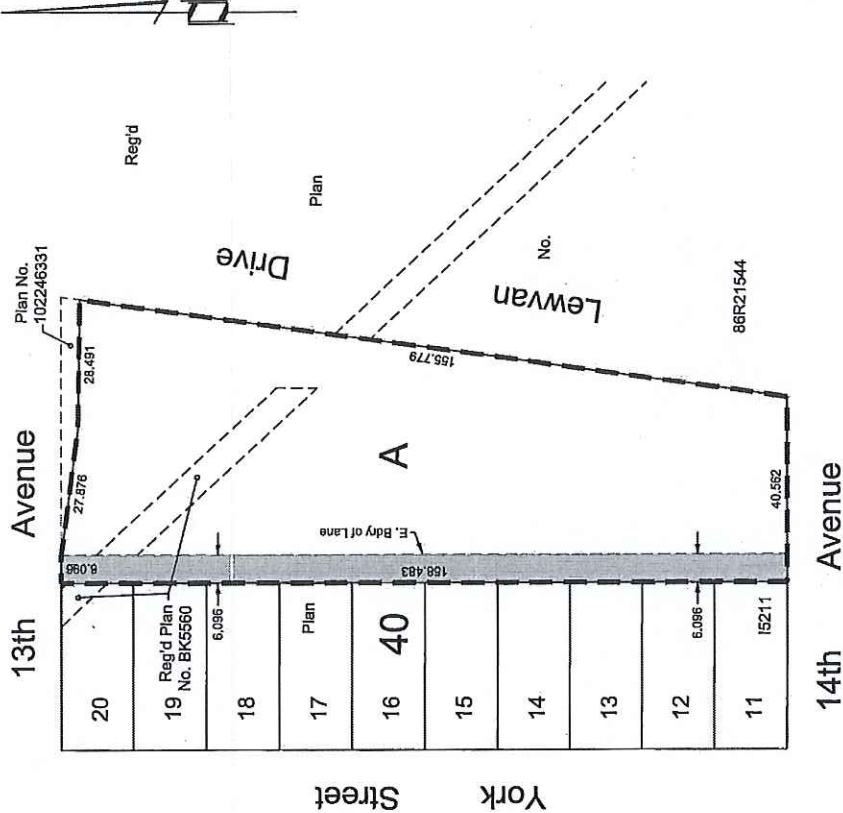 13th Avenue
Plan No.
102246331
Reg'd
28.491
27.876
6.096
Drive
Plan
Reg'd Plan
No. BK5560
20
19
18
17
16
15
14
13
12
11
6.096
Plan
40
A
E. Bdry of Lane
158.483
155.779
No.
Lewvan
86R21544
6.096
15211
40.562
York Street
14th Avenue